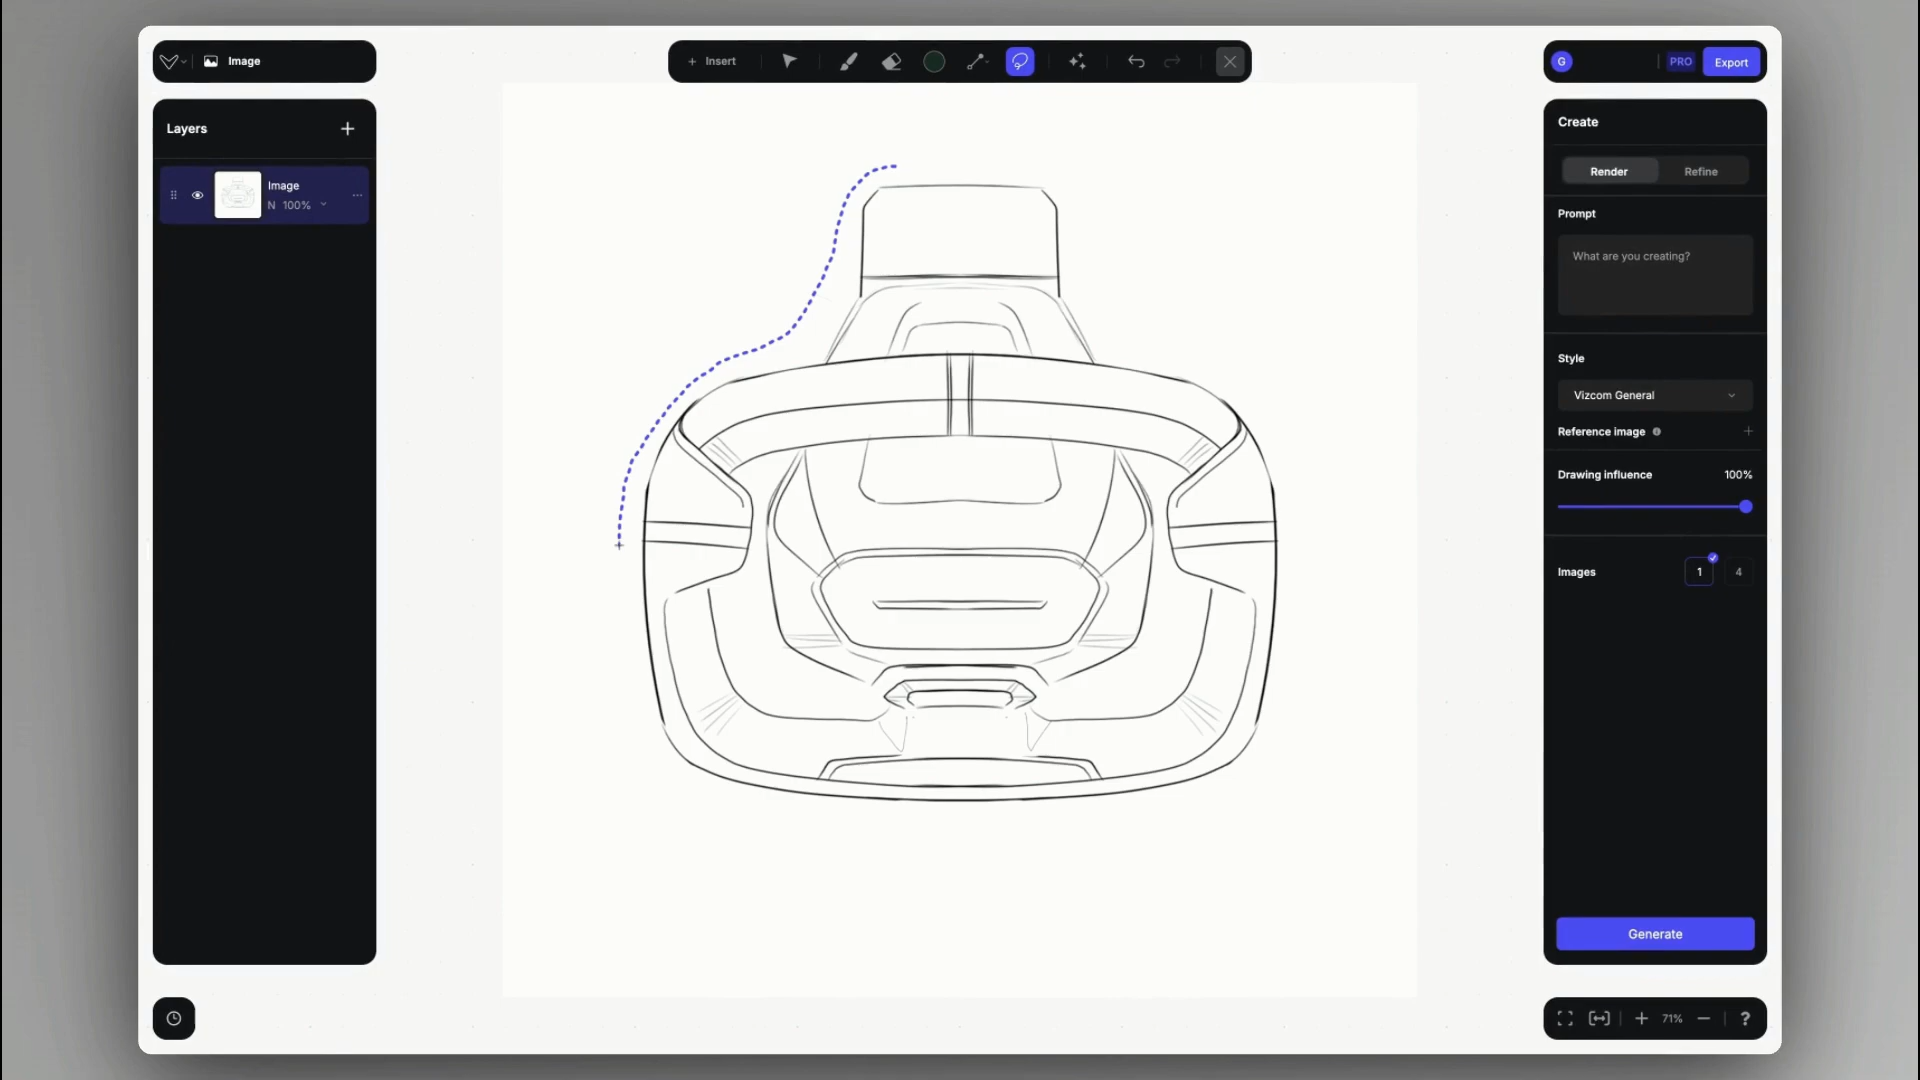 Image
Insert
G
PRO
Export
Layers
Image
N 100%
Create
Render
Refine
Prompt
What are you creating?
Style
Vizcom General
Reference image
Drawing influence
100%
Images
1
4
Generate
71%
?